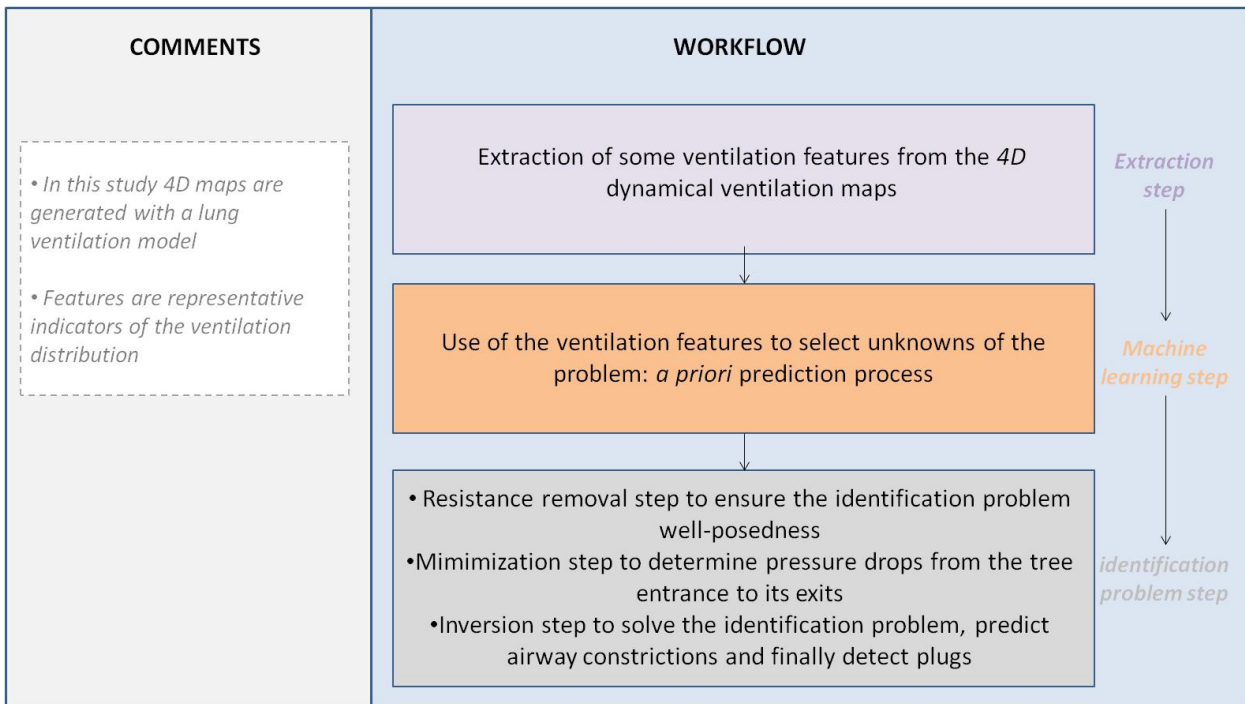 COMMENTS
• In this study 4D maps are
generated with a lung
ventilation model
• Features are representative
indicators of the ventilation
distribution
WORKFLOW
Extraction of some ventilation features from the 4D
dynamical ventilation maps
Extraction
step
Use of the ventilation features to select unknowns of the
problem: a priori prediction process
Machine
learning step
• Resistance removal step to ensure the identification problem
well-posedness
•Mimimization step to determine pressure drops from the tree
entrance to its exits
•Inversion step to solve the identification problem, predict
airway constrictions and finally detect plugs
identification
problem step